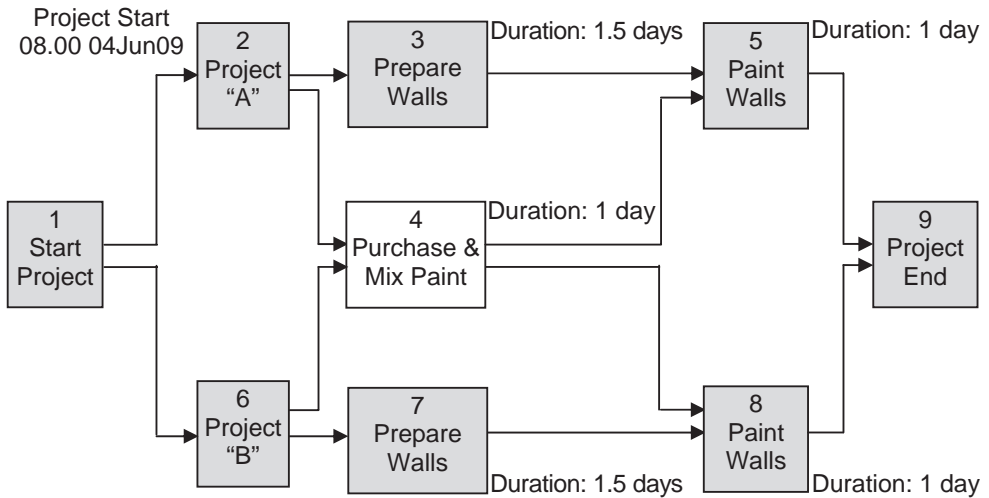 Project Start
08.00 04Jun09
2
Project
“A”
3
Prepare
Walls
Duration: 1.5 days
5
Paint
Walls
Duration: 1 day
1
Start
Project
4
Purchase &
Mix Paint
Duration: 1 day
9
Project
End
6
Project
“B”
7
Prepare
Walls
Duration: 1.5 days
8
Paint
Walls
Duration: 1 day